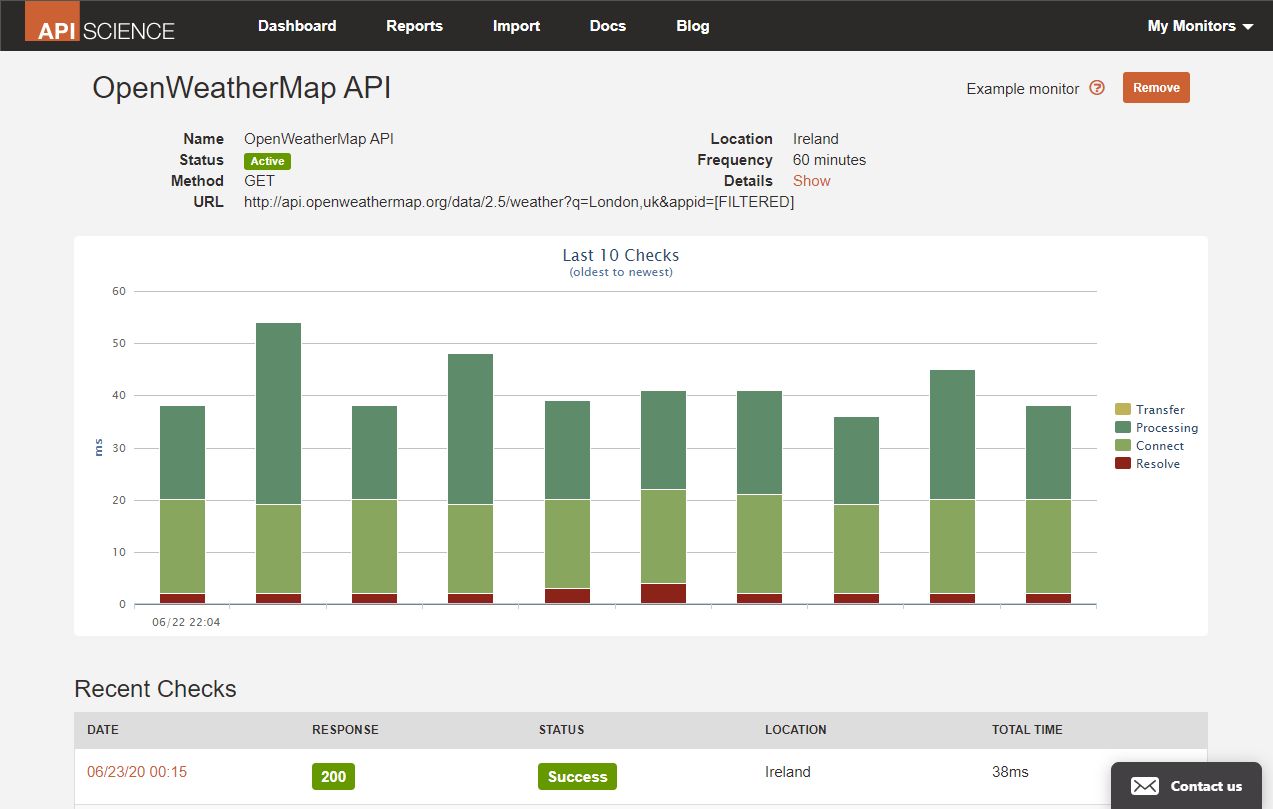 API SCIENCE Dashboard Reports Import Docs Blog My Monitors
OpenWeatherMap API Example monitor ? Remove
Name OpenWeatherMap API Location Ireland
Status Active Frequency 60 minutes
Method GET Details Show
URL http://api.openweathermap.org/data/2.5/weather?q=London,uk&appid=[FILTERED]
Last 10 Checks
(oldest to newest)
60
50
40
30
20
10
0
ms
06/22 22:04
Transfer
Processing
Connect
Resolve
Recent Checks
DATE RESPONSE STATUS LOCATION TOTAL TIME
06/23/20 00:15 200 Success Ireland 38ms
Contact us